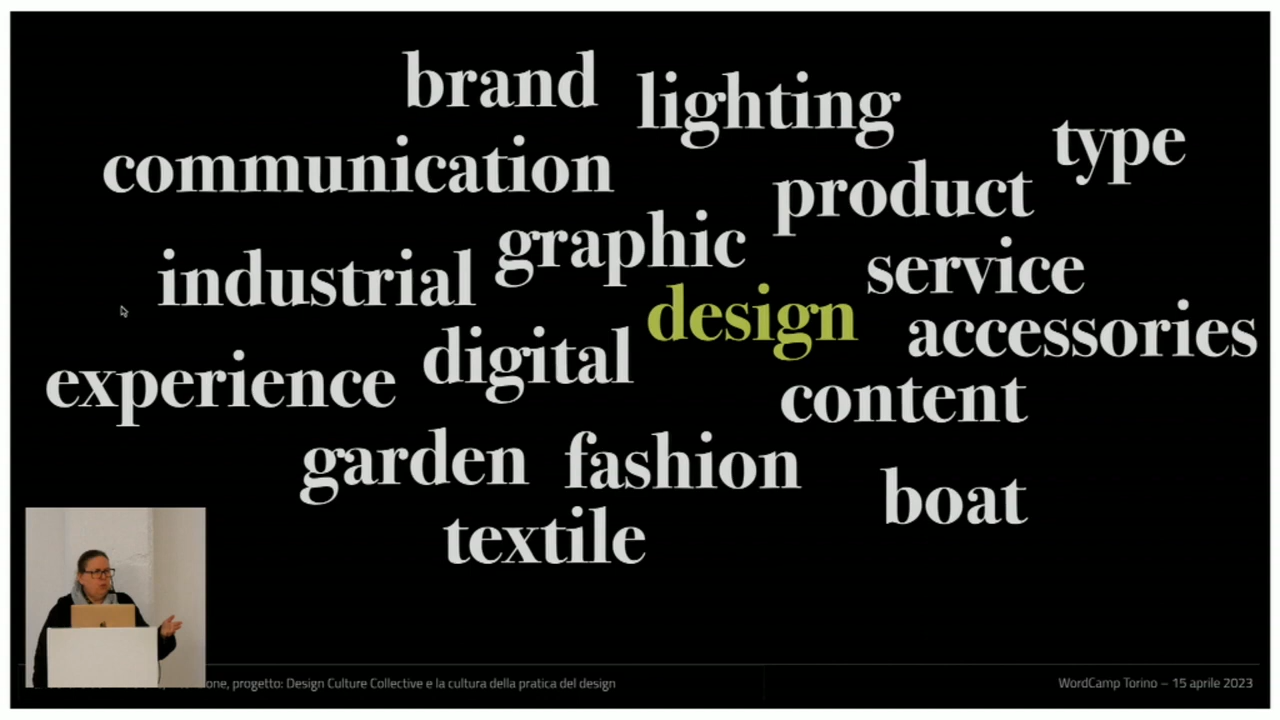 brand
lighting
type
communication
product
graphic
service
industrial
design
accessories
digital
experience
content
garden
fashion
boat
textile
one, progetto: Design Culture Collective e la cultura della pratica del design
WordCamp Torino – 15 aprile 2023